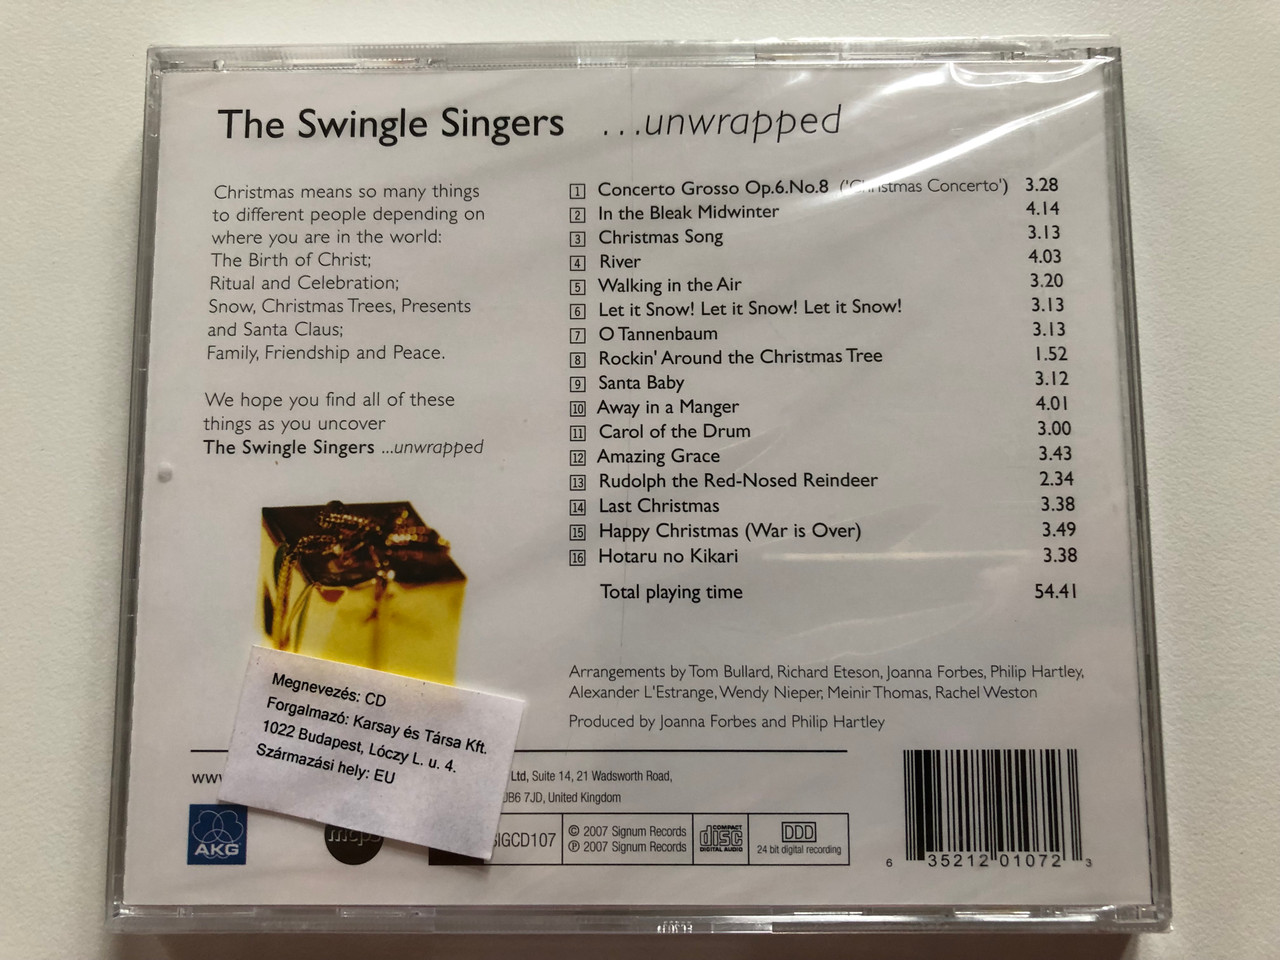 The Swingle Singers ...unwrapped
Christmas means so many things
to different people depending on
where you are in the world:
The Birth of Christ;
Ritual and Celebration;
Snow, Christmas Trees, Presents
and Santa Claus;
Family, Friendship and Peace.
We hope you find all of these
things as you uncover
The Swingle Singers ...unwrapped
1 Concerto Grosso Op.6.No.8 ('Christmas Concerto') 3.28
2 In the Bleak Midwinter 4.14
3 Christmas Song 3.13
4 River 4.03
5 Walking in the Air 3.20
6 Let it Snow! Let it Snow! Let it Snow! 3.13
7 O Tannenbaum 3.13
8 Rockin' Around the Christmas Tree 1.52
9 Santa Baby 3.12
10 Away in a Manger 4.01
11 Carol of the Drum 3.00
12 Amazing Grace 3.43
13 Rudolph the Red-Nosed Reindeer 2.34
14 Last Christmas 3.38
15 Happy Christmas (War is Over) 3.49
16 Hotaru no Kikari 3.38
Total playing time 54.41
Arrangements by Tom Bullard, Richard Eteson, Joanna Forbes, Philip Hartley,
Alexander L'Estrange, Wendy Nieper, Meinir Thomas, Rachel Weston
Produced by Joanna Forbes and Philip Hartley
Megnevezés: CD
Forgalmazó: Karsay és Társa Kft.
1022 Budapest, Lóczy L. u. 4.
Származási hely: EU
Ltd, Suite 14, 21 Wadsworth Road,
UB6 7JD, United Kingdom
AKG
mcps
SIGCD107
© 2007 Signum Records
℗ 2007 Signum Records
COMPACT
disc
DIGITAL AUDIO
DDD
24 bit digital recording
6 35212 01072 3